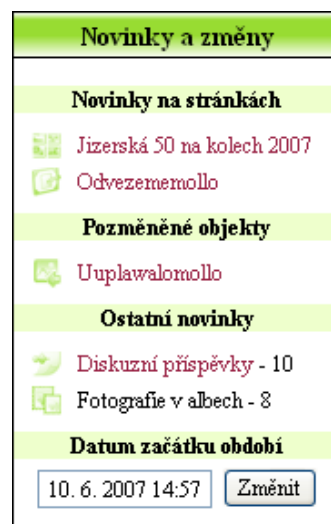 Novinky a změny
Novinky na stránkách
Jizerská 50 na kolech 2007
Odvezememollo
Pozměněné objekty
Uuplawalomollo
Ostatní novinky
Diskuzní příspěvky - 10
Fotografie v albech - 8
Datum začátku období
10. 6. 2007 14:57 Změnit